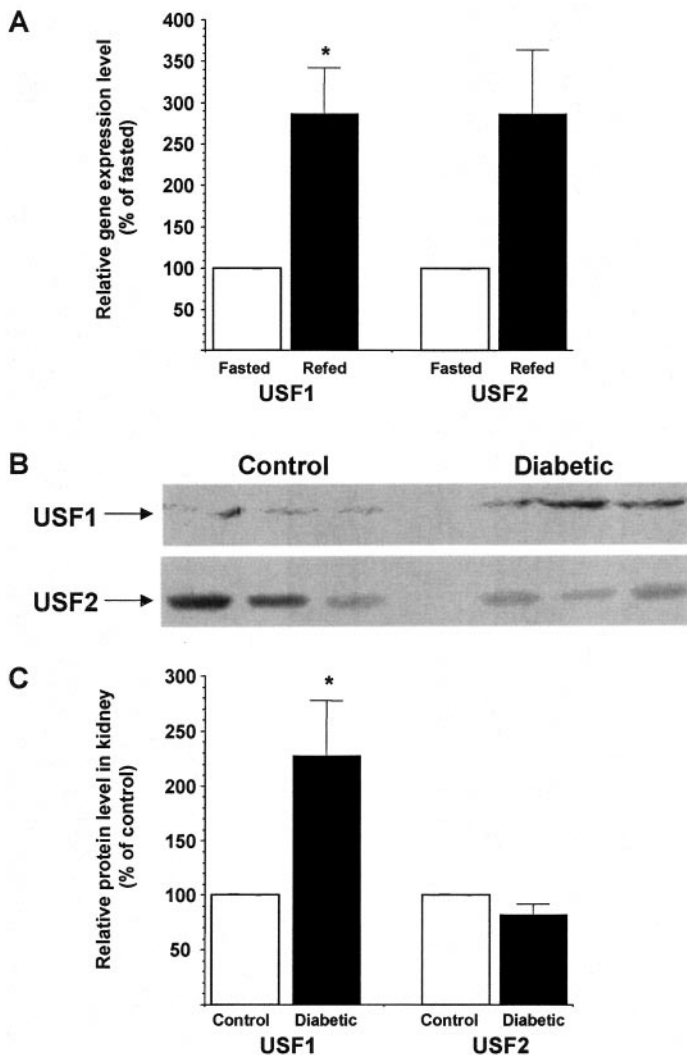 A
Relative gene expression level
(% of fasted)
400
350
300
250
200
150
100
50
*
Fasted Refed Fasted Refed
USF1 USF2
B
Control Diabetic
USF1
USF2
C
Relative protein level in kidney
(% of control)
300
250
200
150
100
50
*
Control Diabetic Control Diabetic
USF1 USF2